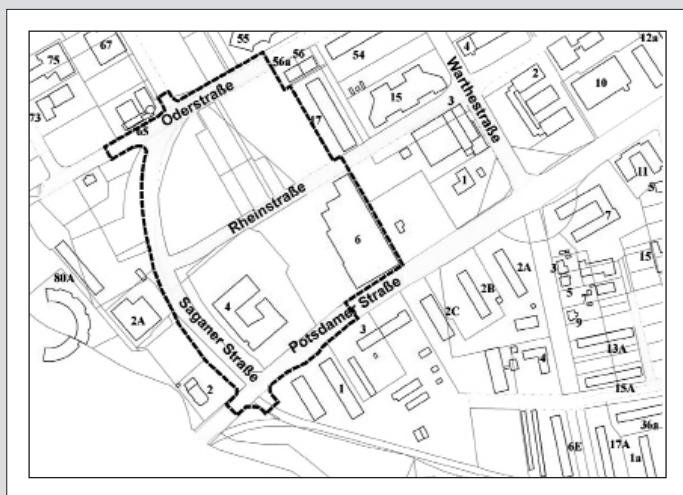 55
67
75
56
56a
54
4
12a
2
10
73
65
Oderstraße
17
15
3
Warthestraße
1
11
5
Rheinstraße
6
7
80A
2A
4
Saganer Straße
Potsdamer Straße
2C
2B
2A
3
5
9
15
3
2
1
4
13A
15A
36a
6E
17A
1a